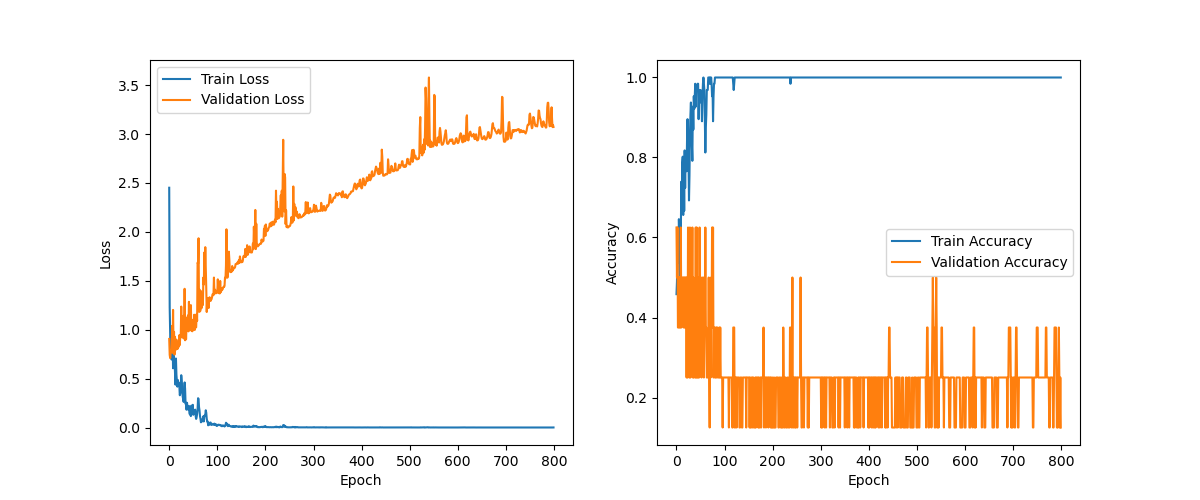 Train Loss
Validation Loss
3.5
3.0
2.5
2.0
1.5
1.0
0.5
0.0
Loss
0 100 200 300 400 500 600 700 800
Epoch
1.0
0.8
0.6
0.4
0.2
Accuracy
Train Accuracy
Validation Accuracy
0 100 200 300 400 500 600 700 800
Epoch